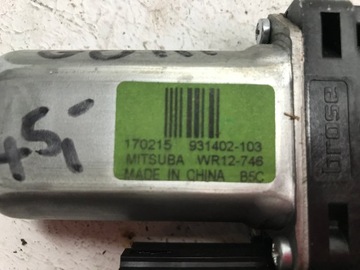 170215 931402-103
MITSUBA WR12-746
MADE IN CHINA B5C
brose